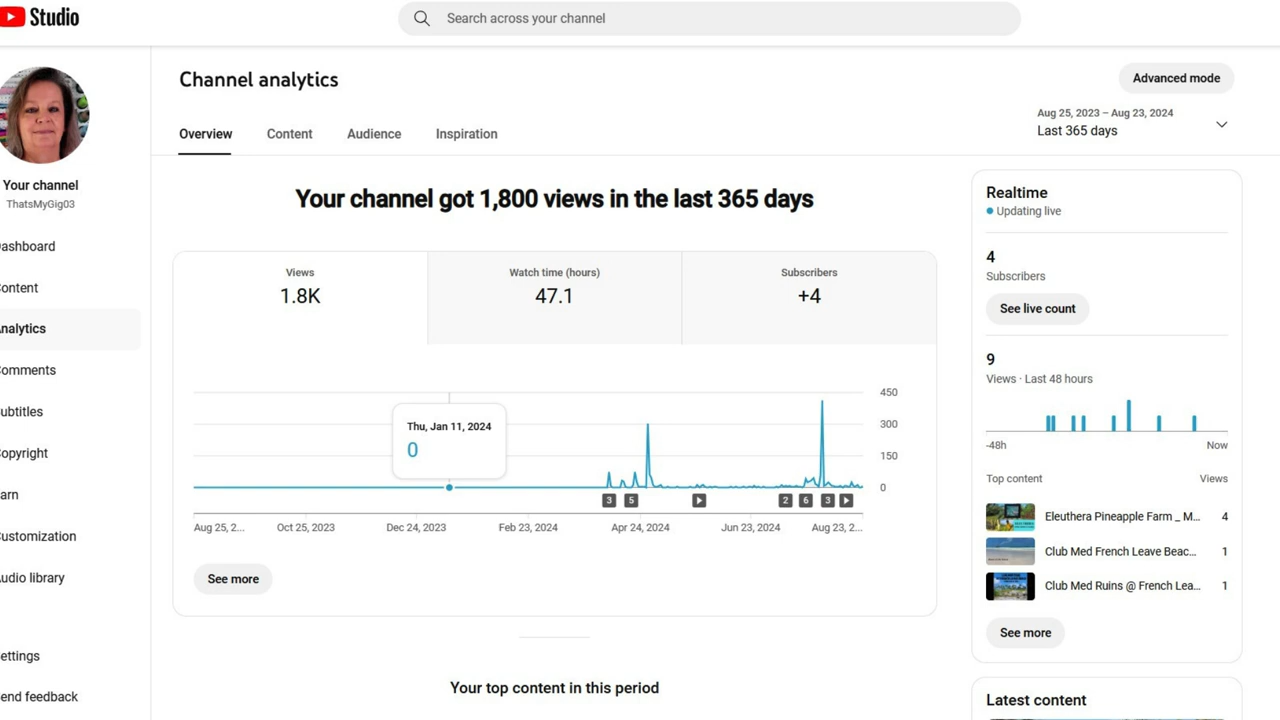 Studio
Search across your channel
Channel analytics
Advanced mode
Aug 25, 2023 – Aug 23, 2024
Last 365 days
Overview
Content
Audience
Inspiration
Your channel
ThatsMyGig03
ashboard
ontent
nalytics
omments
ubtitles
opyright
arn
ustomization
udio library
ettings
end feedback
Your channel got 1,800 views in the last 365 days
Views
1.8K
Watch time (hours)
47.1
Subscribers
+4
Thu, Jan 11, 2024
0
450
300
150
0
3
5
2
6
3
Aug 25, 2...
Oct 25, 2023
Dec 24, 2023
Feb 23, 2024
Apr 24, 2024
Jun 23, 2024
Aug 23, 2...
See more
Your top content in this period
Realtime
Updating live
4
Subscribers
See live count
9
Views · Last 48 hours
-48h
Now
Top content
Views
Eleuthera Pineapple Farm _ M...
4
Club Med French Leave Beac...
1
Club Med Ruins @ French Lea...
1
See more
Latest content